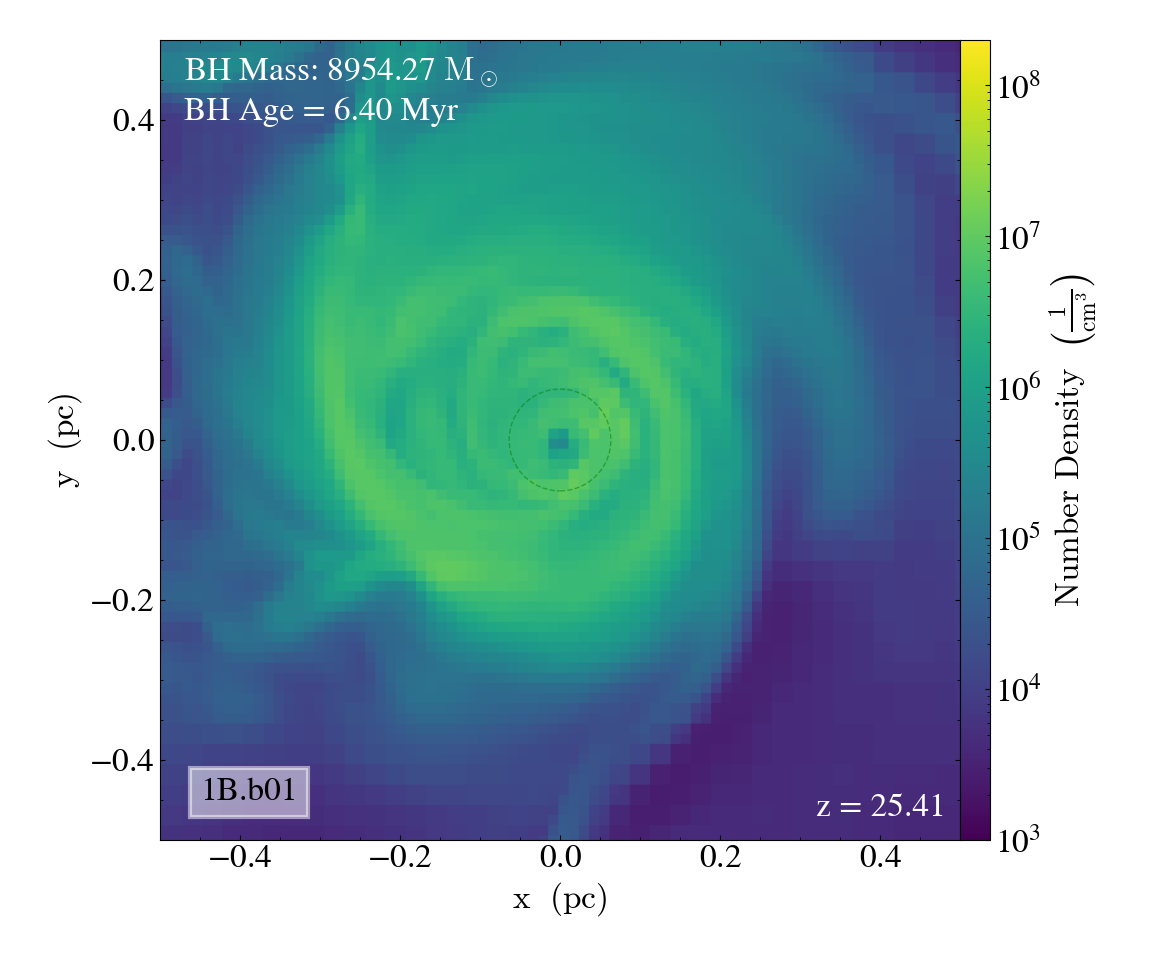 BH Mass: 8954.27 M⊙
BH Age = 6.40 Myr
1B.b01
z = 25.41
0.4
0.2
0.0
−0.2
−0.4
y (pc)
−0.4 −0.2 0.0 0.2 0.4
x (pc)
10⁸
10⁷
10⁶
10⁵
10⁴
10³
Number Density (1/cm³)